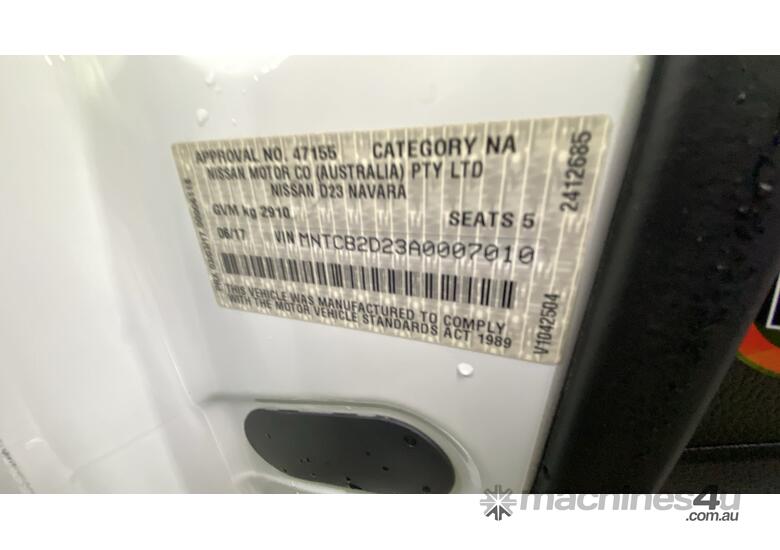 APPROVAL NO. 47155 CATEGORY NA
NISSAN MOTOR CO (AUSTRALIA) PTY LTD
NISSAN D23 NAVARA
GVM kg 2910 SEATS 5
06/17 VIN MNTCB2D23A0007010
THIS VEHICLE WAS MANUFACTURED TO COMPLY
WITH THE MOTOR VEHICLE STANDARDS ACT 1989
2412685
V1042504
machines4u
.com.au